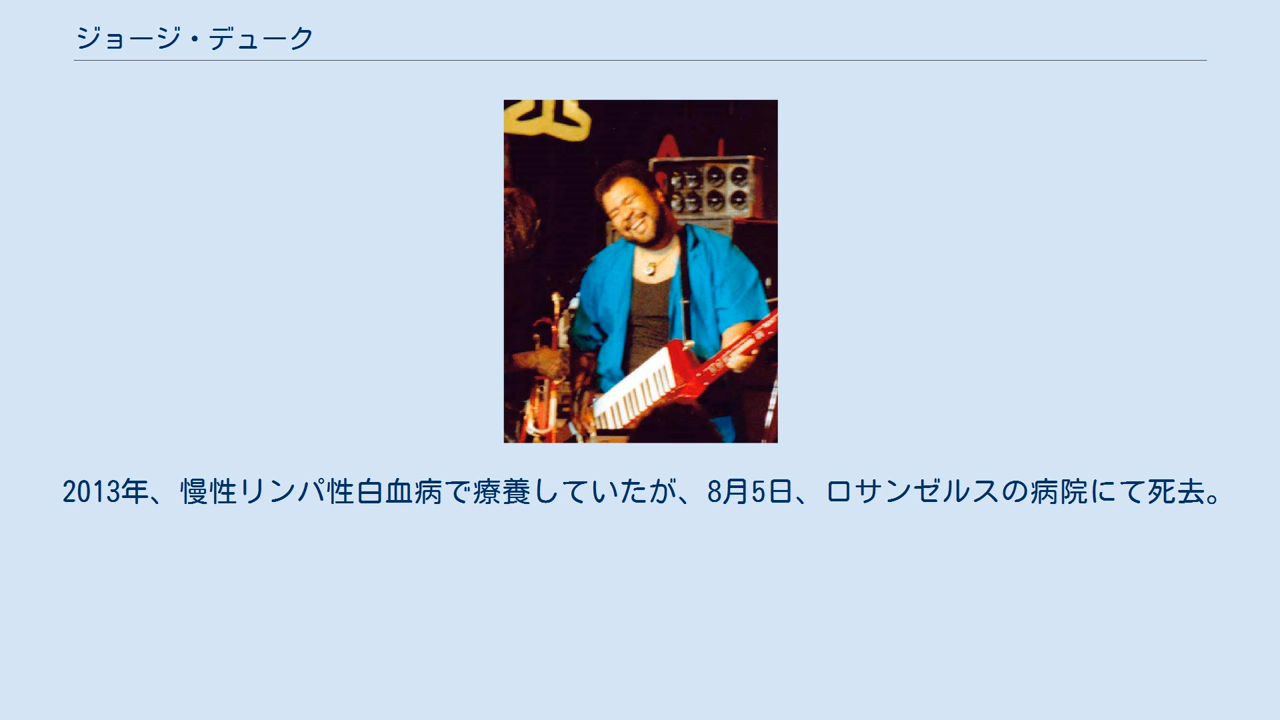 ジョージ・デューク
2013年、慢性リンパ性白血病で療養していたが、8月5日、ロサンゼルスの病院にて死去。